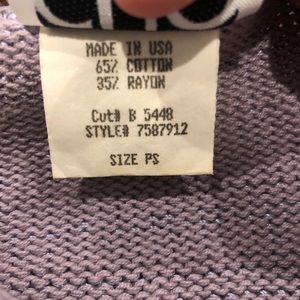 MADE IN USA
65% COTTON
35% RAYON
Cut# B 5448
STYLE# 7587912
SIZE PS